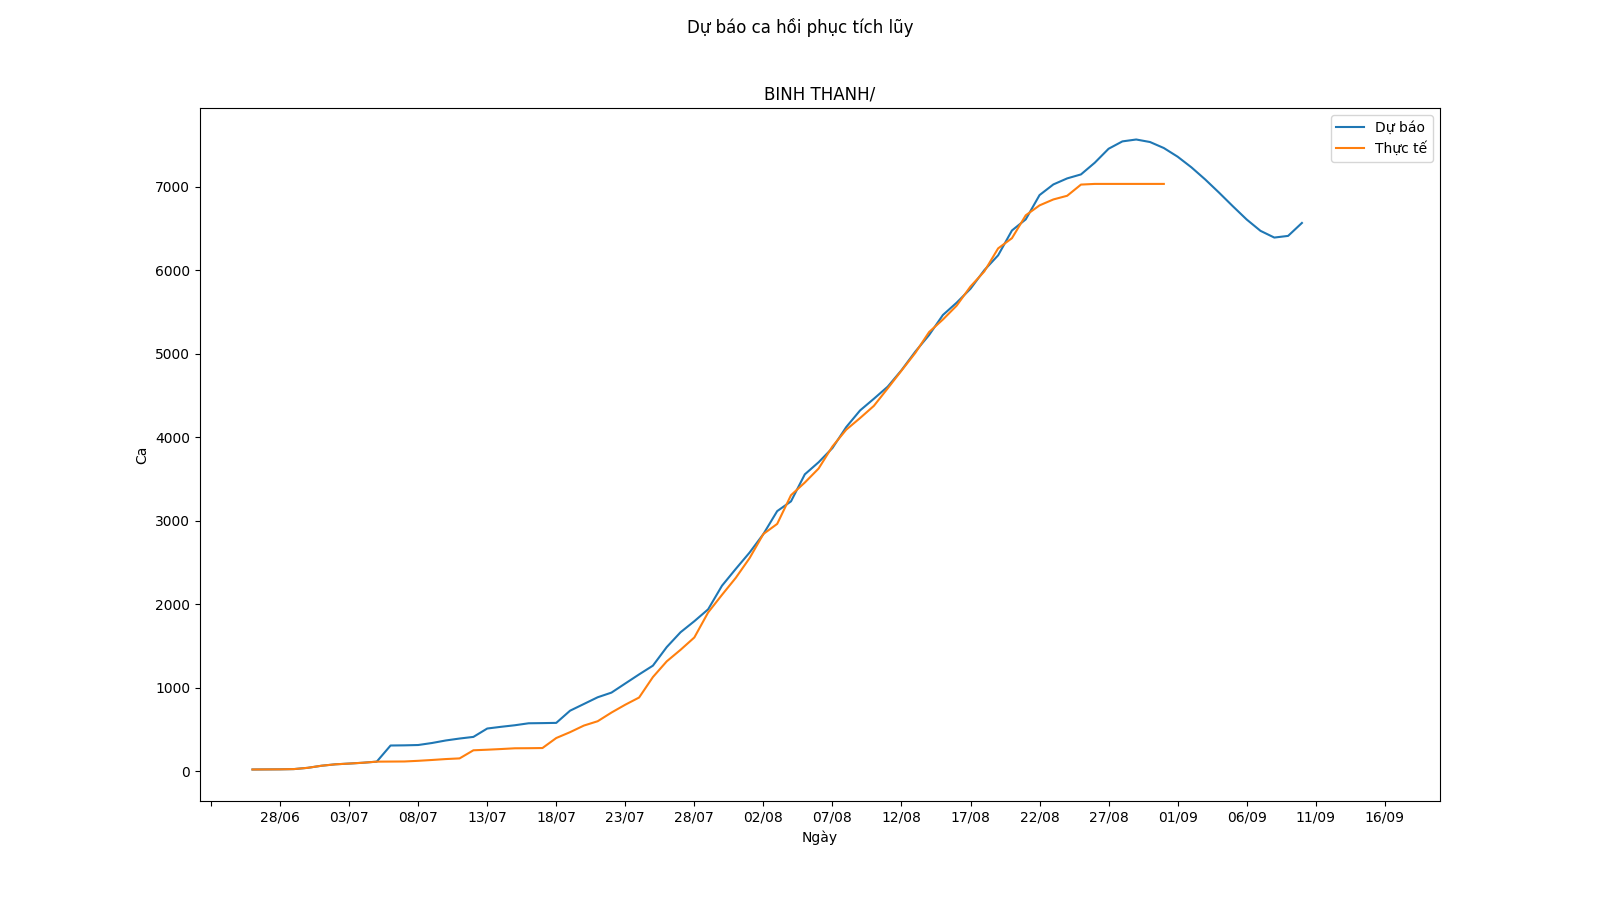 Dự báo ca hồi phục tích lũy
BINH THANH/
Dự báo
Thực tế
7000
6000
5000
4000
3000
2000
1000
0
Ca
28/06 03/07 08/07 13/07 18/07 23/07 28/07 02/08 07/08 12/08 17/08 22/08 27/08 01/09 06/09 11/09 16/09
Ngày